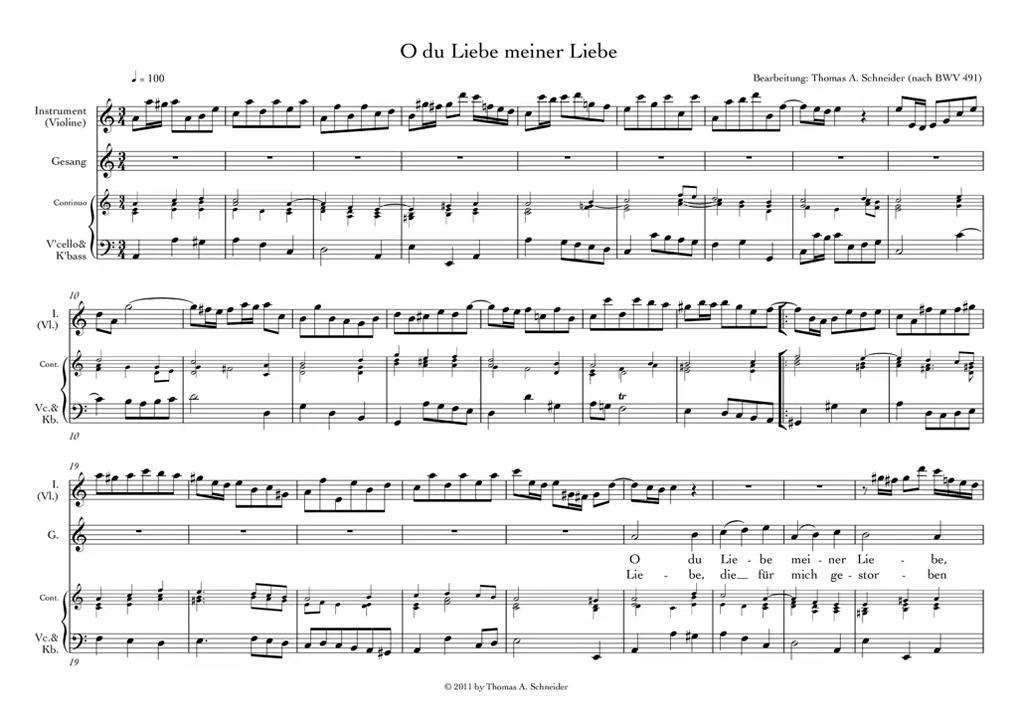 O du Liebe meiner Liebe
♩ = 100
Bearbeitung: Thomas A. Schneider (nach BWV 491)
Instrument
(Violine)
Gesang
Continuo
V'cello&
K'bass
10
I.
(Vl.)
Cont.
Vc.&
Kb.
tr
10
19
I.
(Vl.)
G.
O du Lie - be mei - ner Lie - be,
Lie - be, die__ für mich ge - stor - ben
Cont.
Vc.&
Kb.
19
© 2011 by Thomas A. Schneider